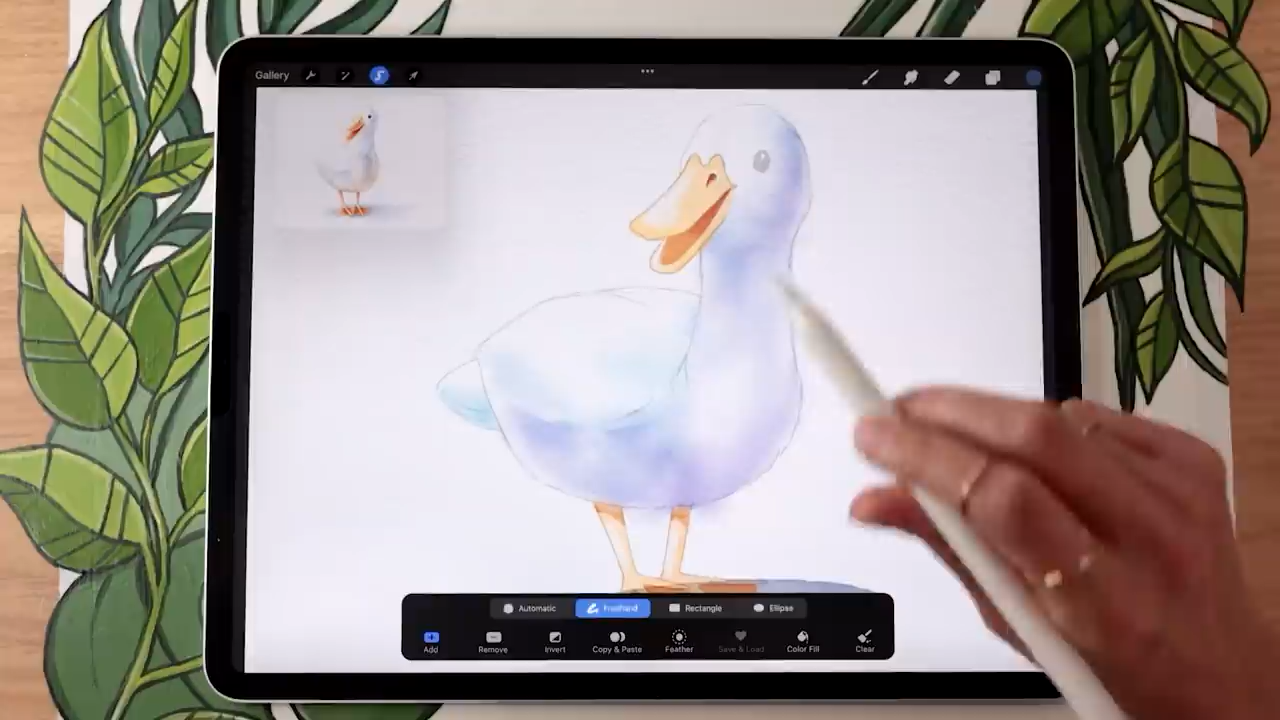 Gallery
Automatic Freehand Rectangle Ellipse
Add Remove Invert Copy & Paste Feather Save & Load Color Fill Clear